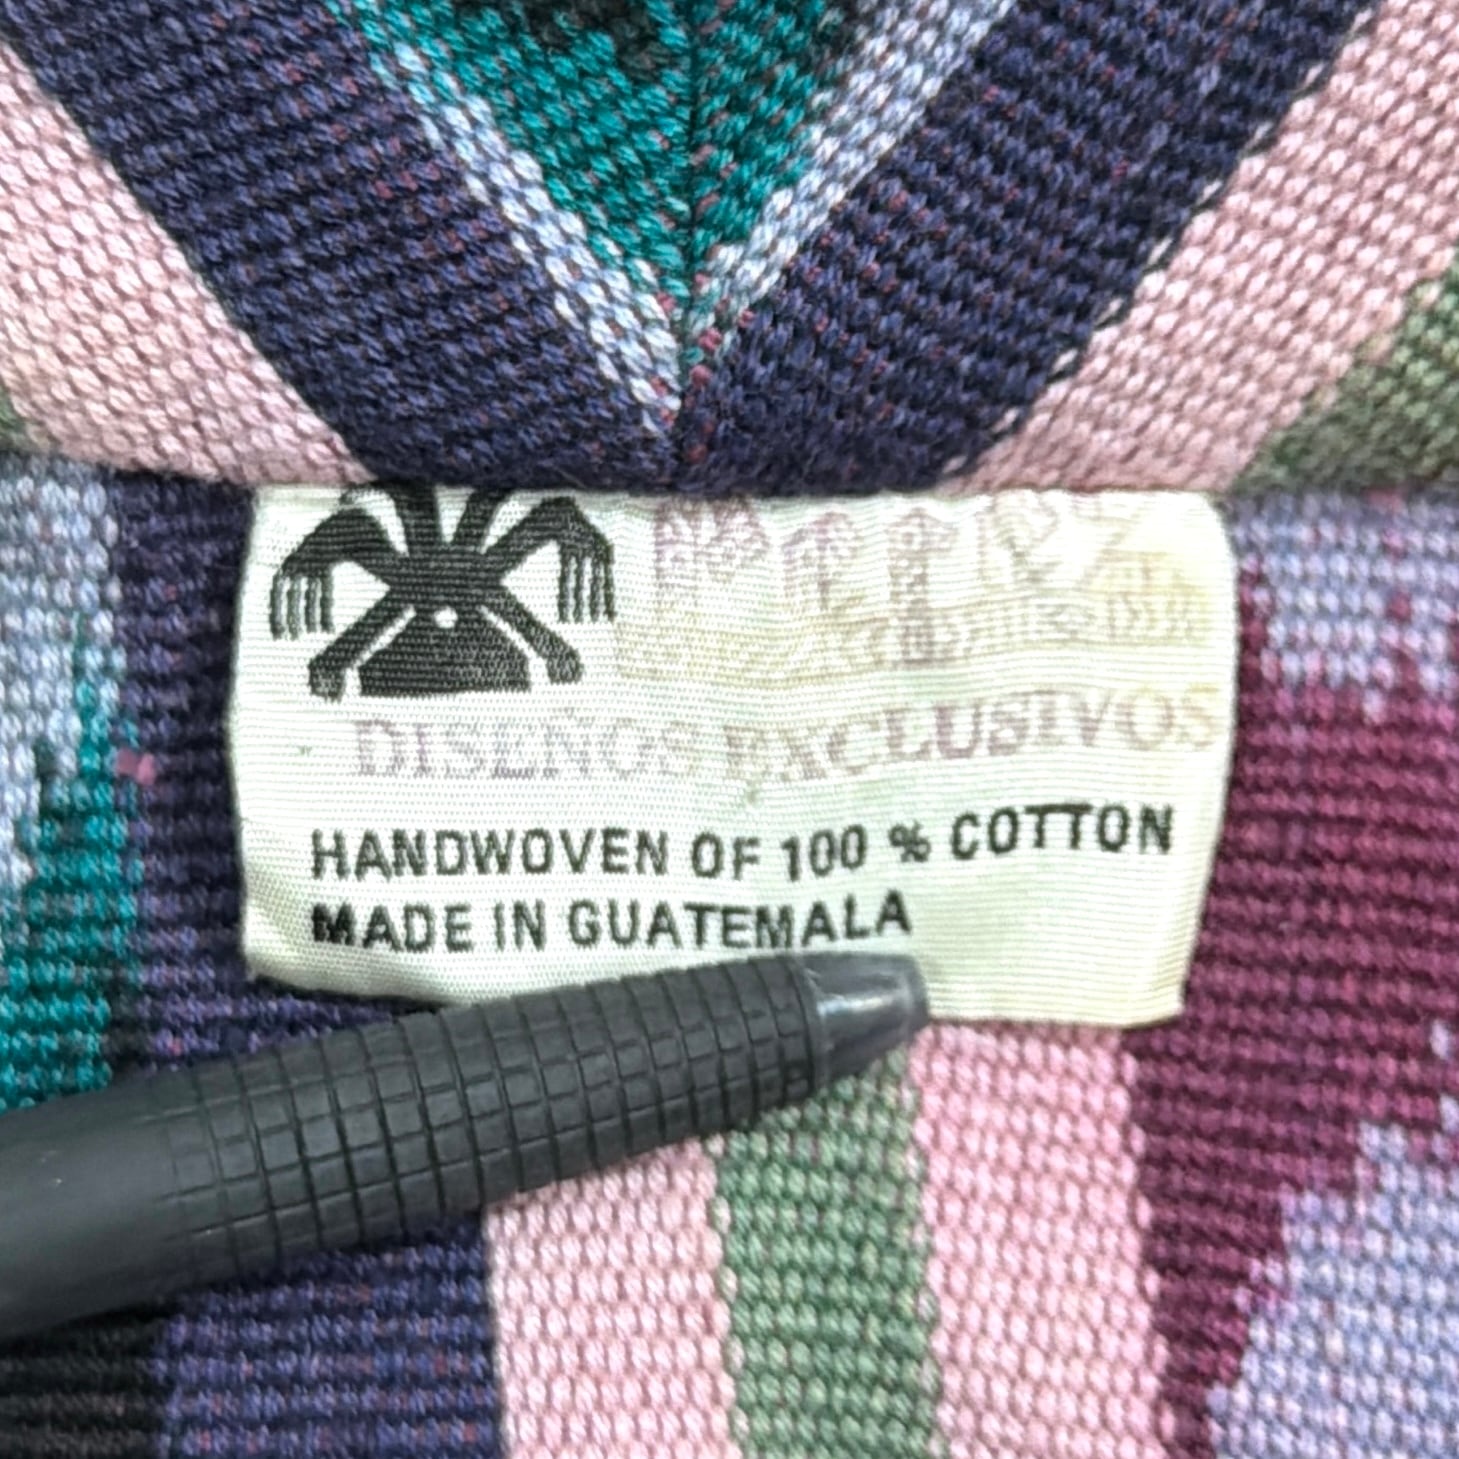 DISEÑOS EXCLUSIVOS
HANDWOVEN OF 100 % COTTON
MADE IN GUATEMALA